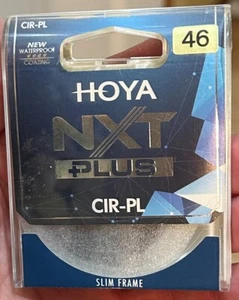 CIR-PL
NEW
WATERPROOF
COATING
46
HOYA
NXT
PLUS
CIR-PL
SLIM FRAME